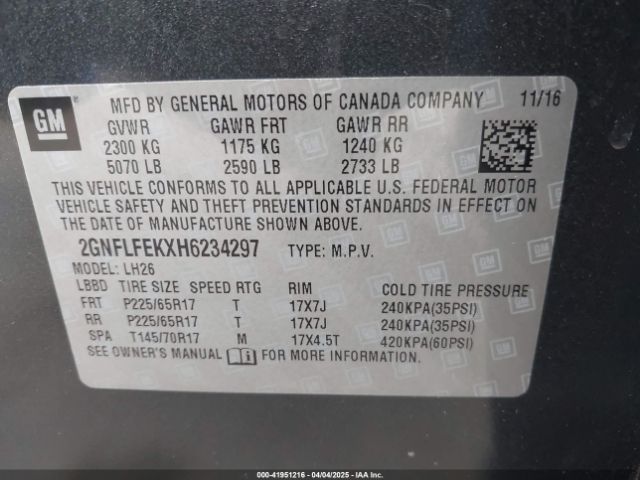 GM
MFD BY GENERAL MOTORS OF CANADA COMPANY 11/16
GVWR GAWR FRT GAWR RR
2300 KG 1175 KG 1240 KG
5070 LB 2590 LB 2733 LB
THIS VEHICLE CONFORMS TO ALL APPLICABLE U.S. FEDERAL MOTOR
VEHICLE SAFETY AND THEFT PREVENTION STANDARDS IN EFFECT ON
THE DATE OF MANUFACTURE SHOWN ABOVE.
2GNFLFEKXH6234297 TYPE: M.P.V.
MODEL: LH26
LBBD TIRE SIZE SPEED RTG RIM COLD TIRE PRESSURE
FRT P225/65R17 T 17X7J 240KPA(35PSI)
RR P225/65R17 T 17X7J 240KPA(35PSI)
SPA T145/70R17 M 17X4.5T 420KPA(60PSI)
SEE OWNER'S MANUAL FOR MORE INFORMATION.
000-41951216 - 04/04/2025 - IAA Inc.